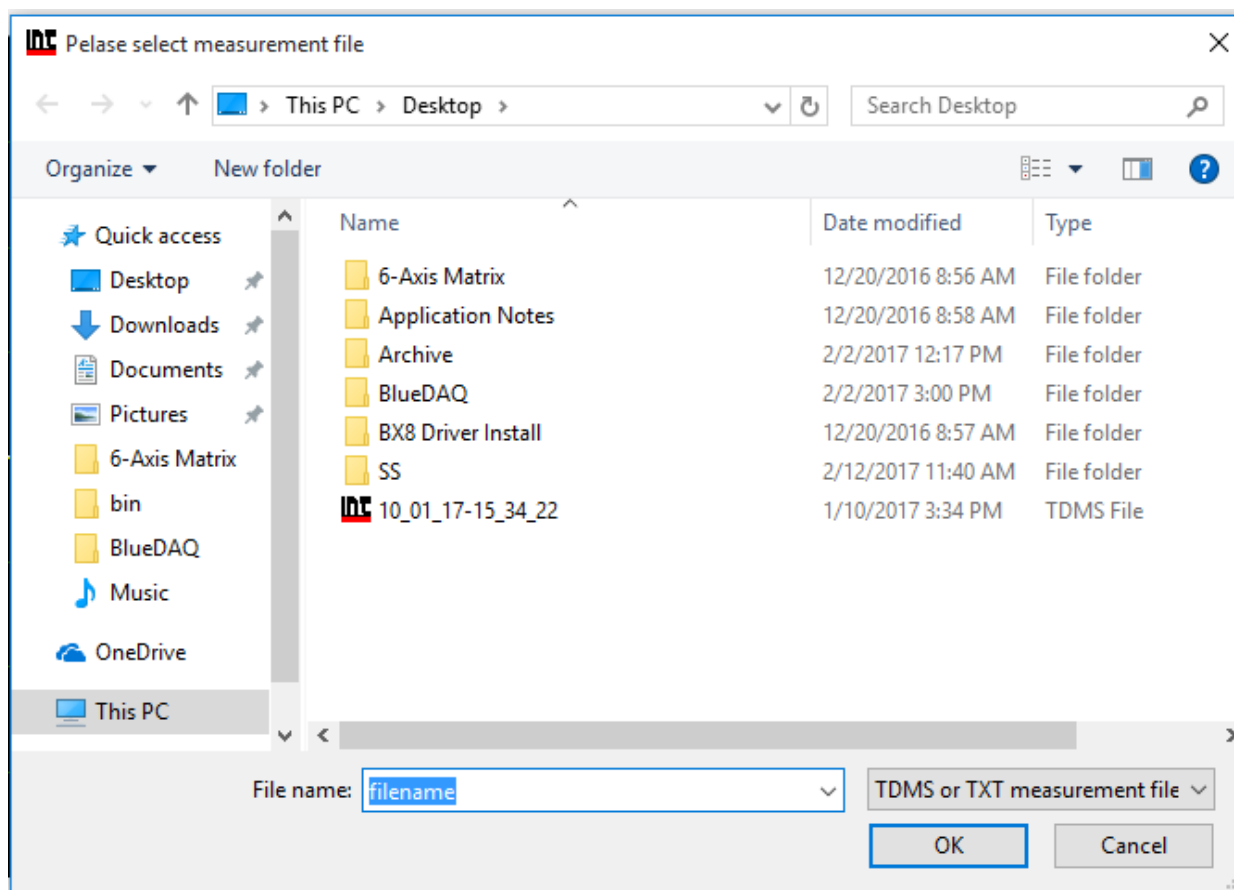 Pelase select measurement file
This PC > Desktop >
Search Desktop
Organize
New folder
?
Quick access
Desktop
Downloads
Documents
Pictures
6-Axis Matrix
bin
BlueDAQ
Music
OneDrive
This PC
Name Date modified Type
6-Axis Matrix 12/20/2016 8:56 AM File folder
Application Notes 12/20/2016 8:58 AM File folder
Archive 2/2/2017 12:17 PM File folder
BlueDAQ 2/2/2017 3:00 PM File folder
BX8 Driver Install 12/20/2016 8:57 AM File folder
SS 2/12/2017 11:40 AM File folder
10_01_17-15_34_22 1/10/2017 3:34 PM TDMS File
File name: filename
TDMS or TXT measurement file
OK Cancel